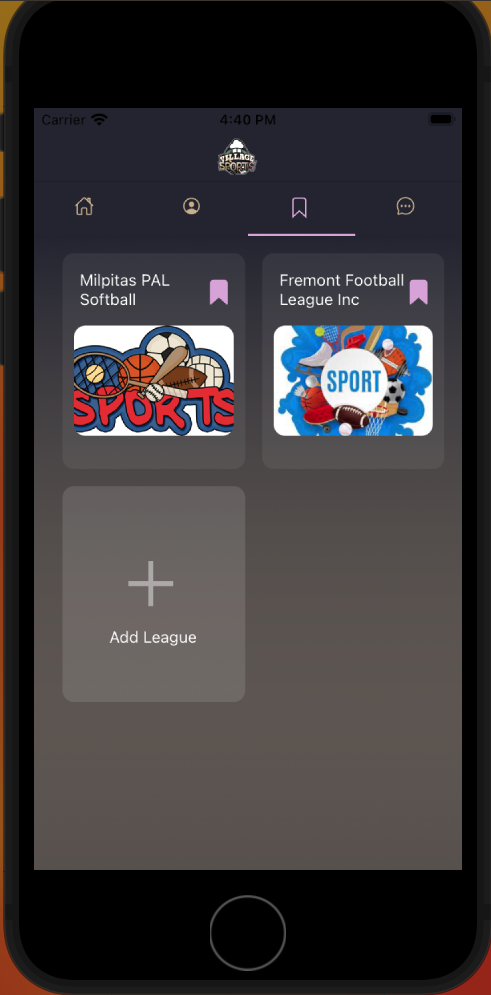 Carrier 4:40 PM
VILLAGE
SPORTS
Milpitas PAL
Softball
Fremont Football
League Inc
SPORTS
SPORT
Add League